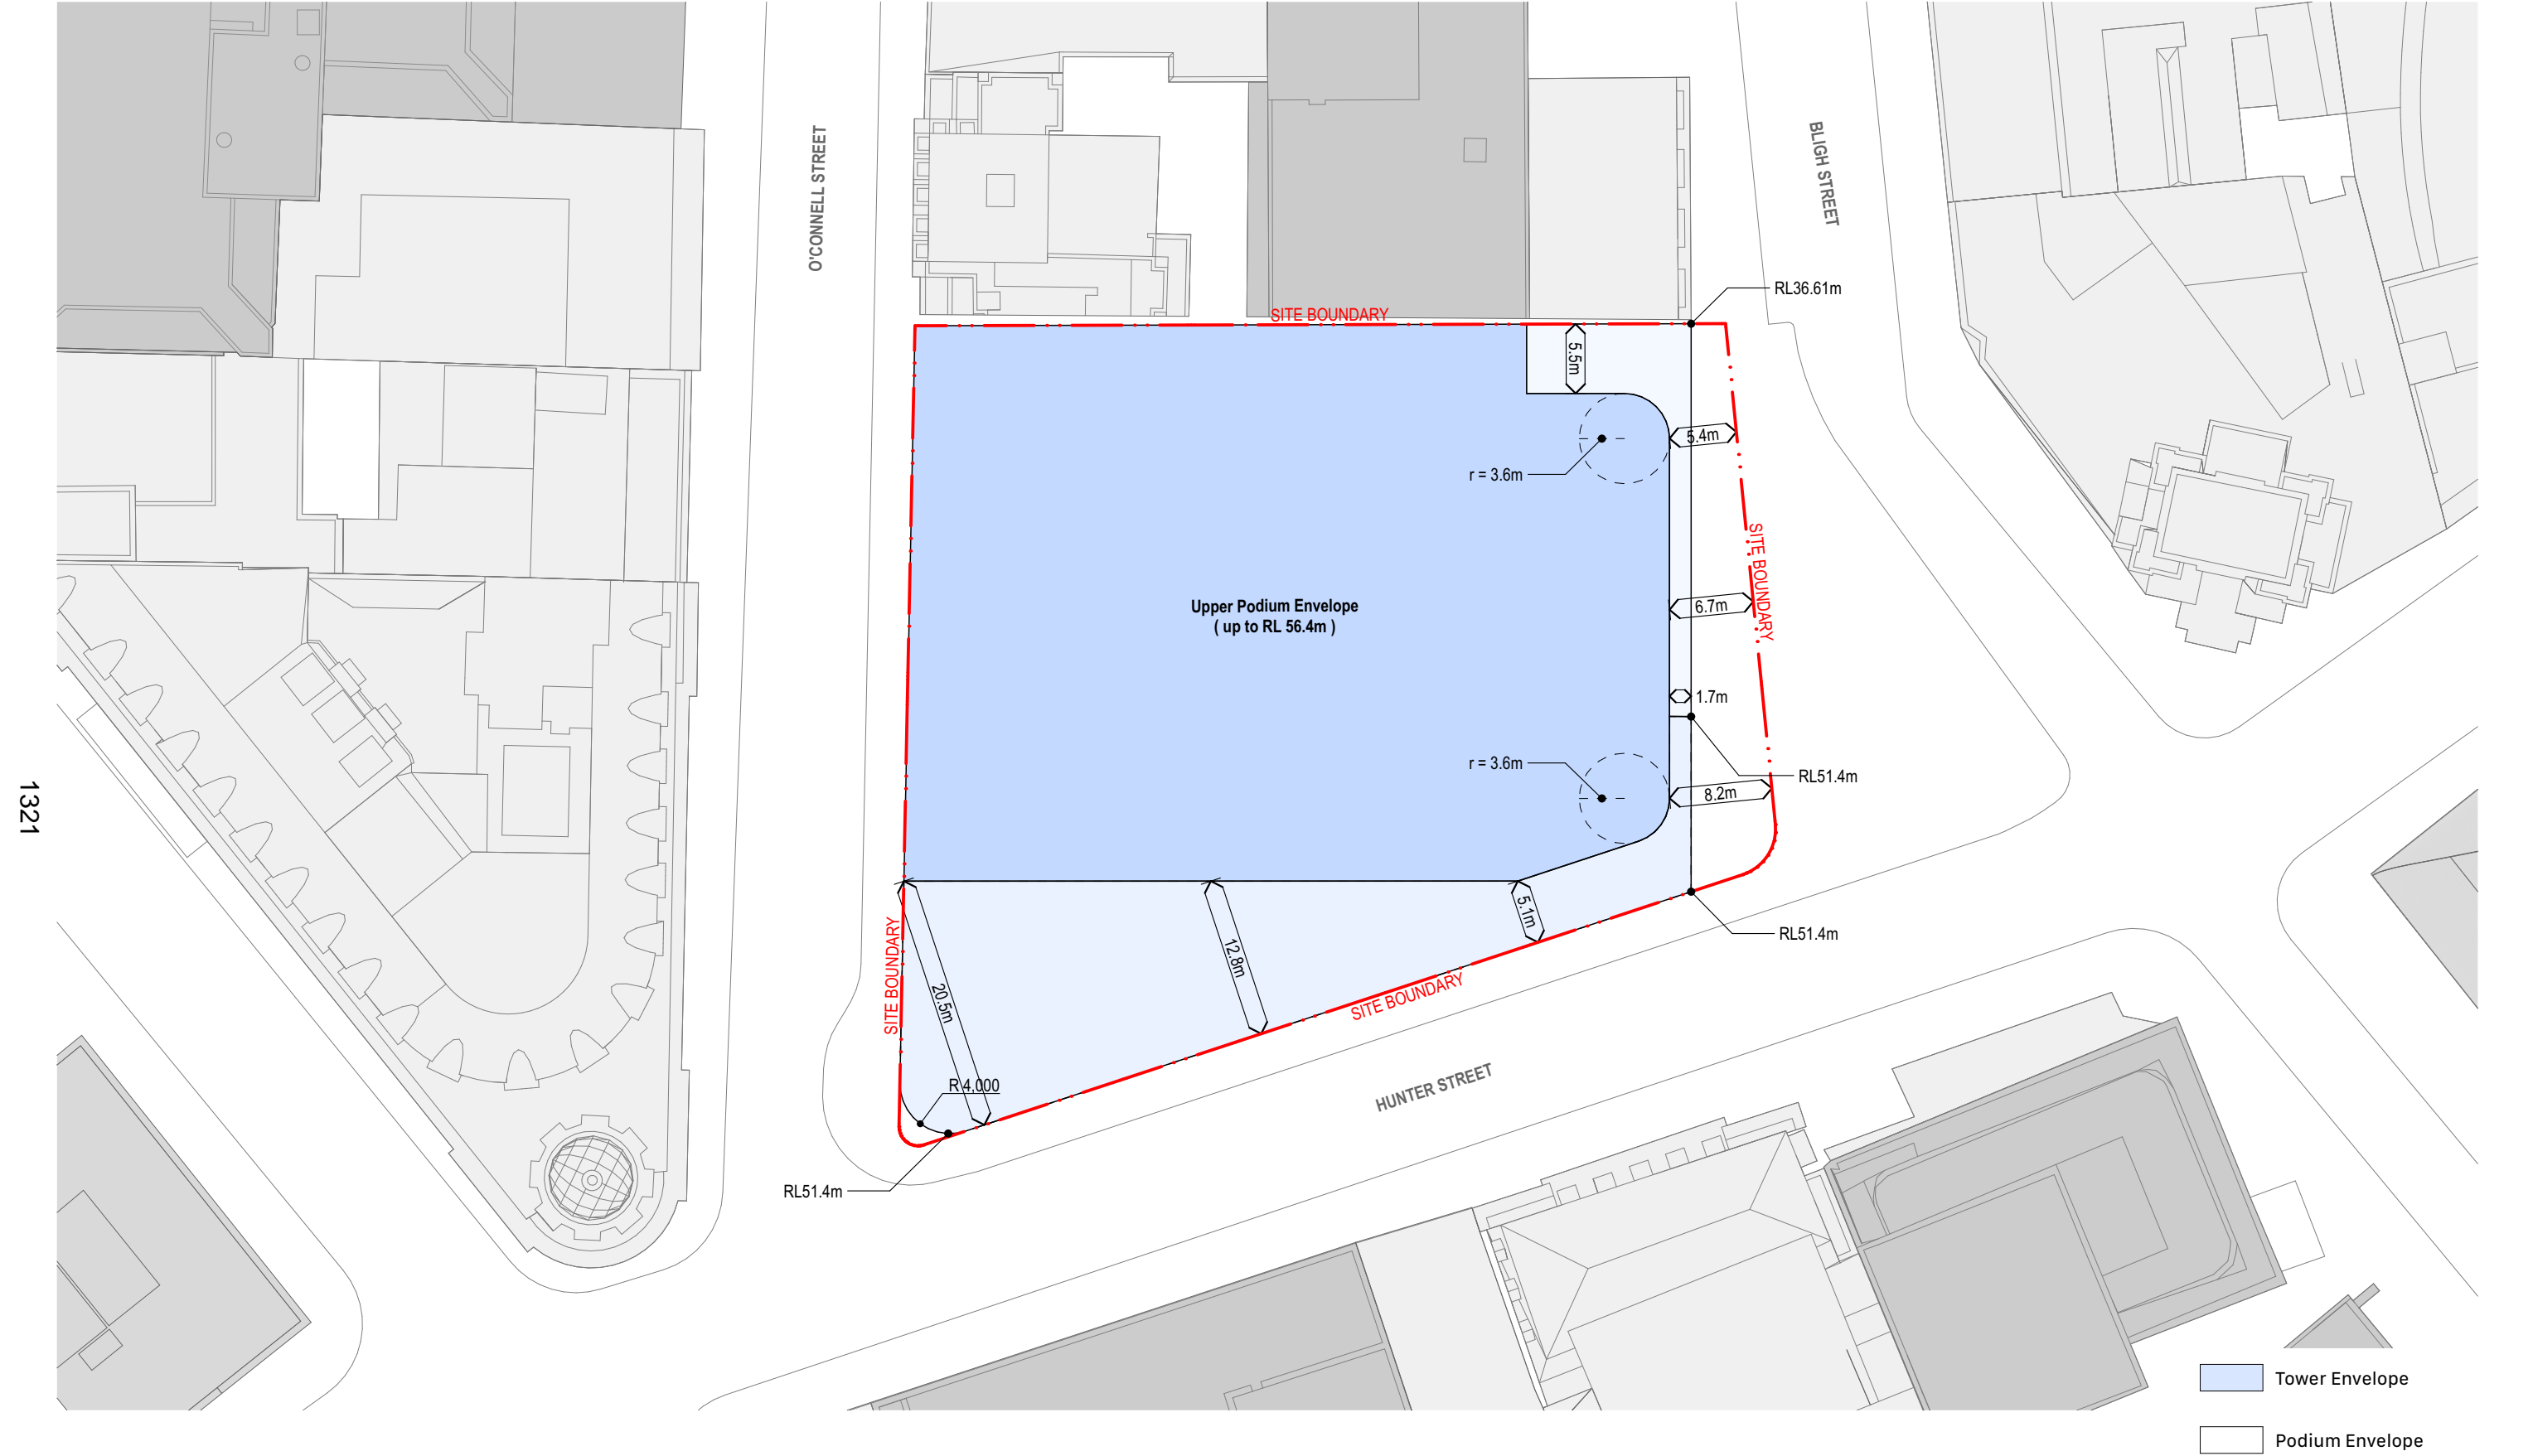 O'CONNELL STREET
BLIGH STREET
RL36.61m
SITE BOUNDARY
5.5m
5.4m
r = 3.6m
SITE BOUNDARY
Upper Podium Envelope
( up to RL 56.4m )
6.7m
1.7m
r = 3.6m
RL51.4m
8.2m
1321
SITE BOUNDARY
20.5m
12.8m
5.1m
RL51.4m
SITE BOUNDARY
R 4,000
HUNTER STREET
RL51.4m
Tower Envelope
Podium Envelope